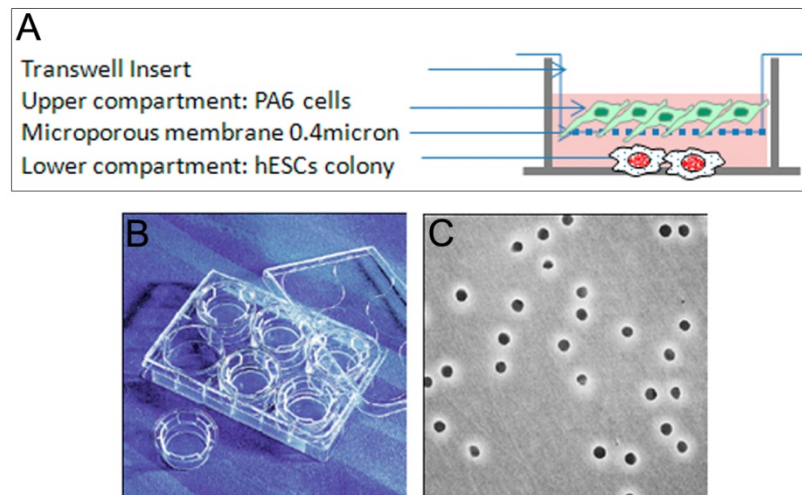 A
Transwell Insert
Upper compartment: PA6 cells
Microporous membrane 0.4micron
Lower compartment: hESCs colony
B
C